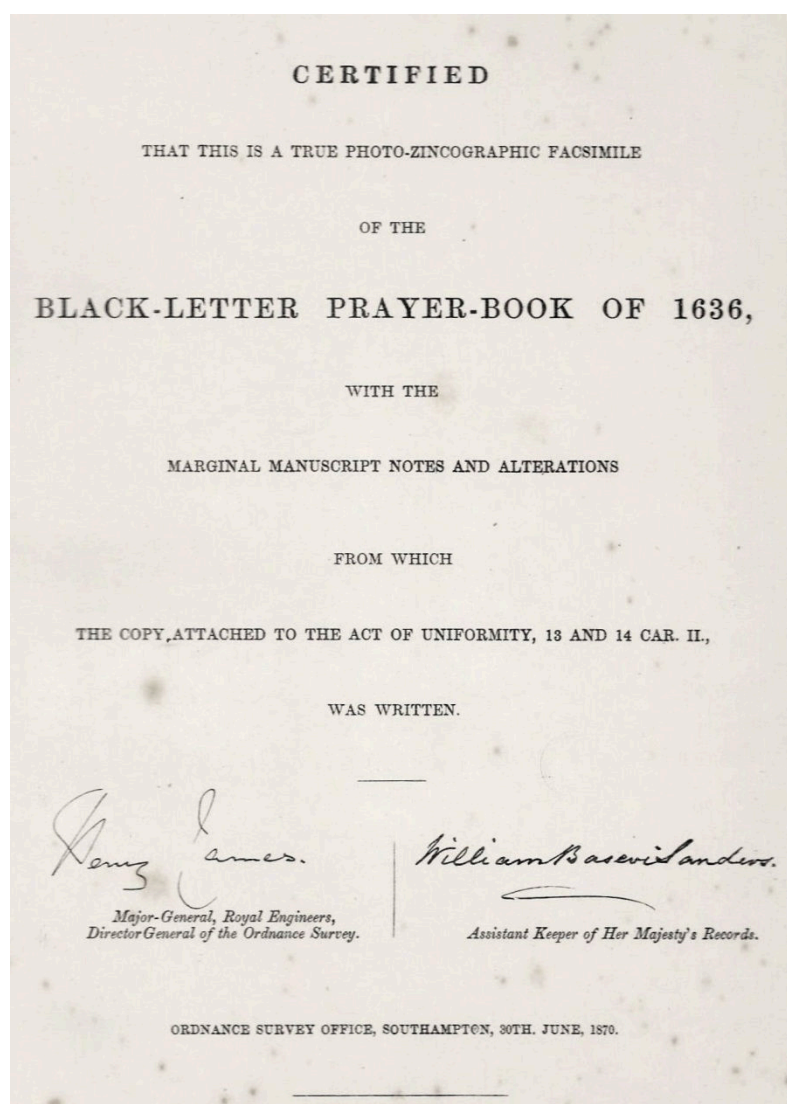 CERTIFIED
THAT THIS IS A TRUE PHOTO-ZINCOGRAPHIC FACSIMILE
OF THE
BLACK-LETTER PRAYER-BOOK OF 1636,
WITH THE
MARGINAL MANUSCRIPT NOTES AND ALTERATIONS
FROM WHICH
THE COPY, ATTACHED TO THE ACT OF UNIFORMITY, 13 AND 14 CAR. II.,
WAS WRITTEN.
Henry James.
Major-General, Royal Engineers,
Director General of the Ordnance Survey.
William Basevi Sanders.
Assistant Keeper of Her Majesty's Records.
ORDNANCE SURVEY OFFICE, SOUTHAMPTON, 30TH. JUNE, 1870.